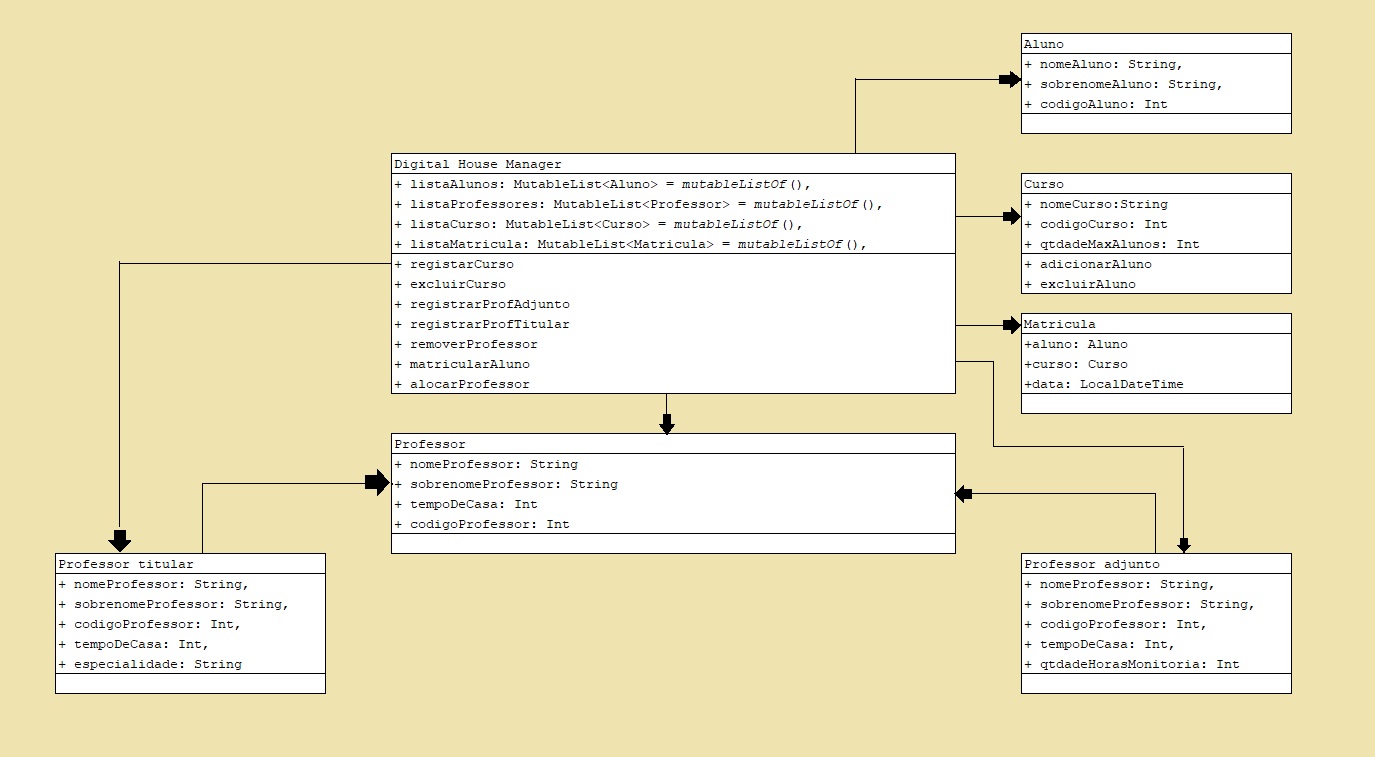 Aluno
+ nomeAluno: String,
+ sobrenomeAluno: String,
+ codigoAluno: Int
Digital House Manager
+ listaAlunos: MutableList<Aluno> = mutableListOf(),
+ listaProfessores: MutableList<Professor> = mutableListOf(),
+ listaCurso: MutableList<Curso> = mutableListOf(),
+ listaMatricula: MutableList<Matricula> = mutableListOf(),
+ registarCurso
+ excluirCurso
+ registrarProfAdjunto
+ registrarProfTitular
+ removerProfessor
+ matricularAluno
+ alocarProfessor
Curso
+ nomeCurso:String
+ codigoCurso: Int
+ qtdadeMaxAlunos: Int
+ adicionarAluno
+ excluirAluno
Matricula
+aluno: Aluno
+curso: Curso
+data: LocalDateTime
Professor
+ nomeProfessor: String
+ sobrenomeProfessor: String
+ tempoDeCasa: Int
+ codigoProfessor: Int
Professor titular
+ nomeProfessor: String,
+ sobrenomeProfessor: String,
+ codigoProfessor: Int,
+ tempoDeCasa: Int,
+ especialidade: String
Professor adjunto
+ nomeProfessor: String,
+ sobrenomeProfessor: String,
+ codigoProfessor: Int,
+ tempoDeCasa: Int,
+ qtdadeHorasMonitoria: Int